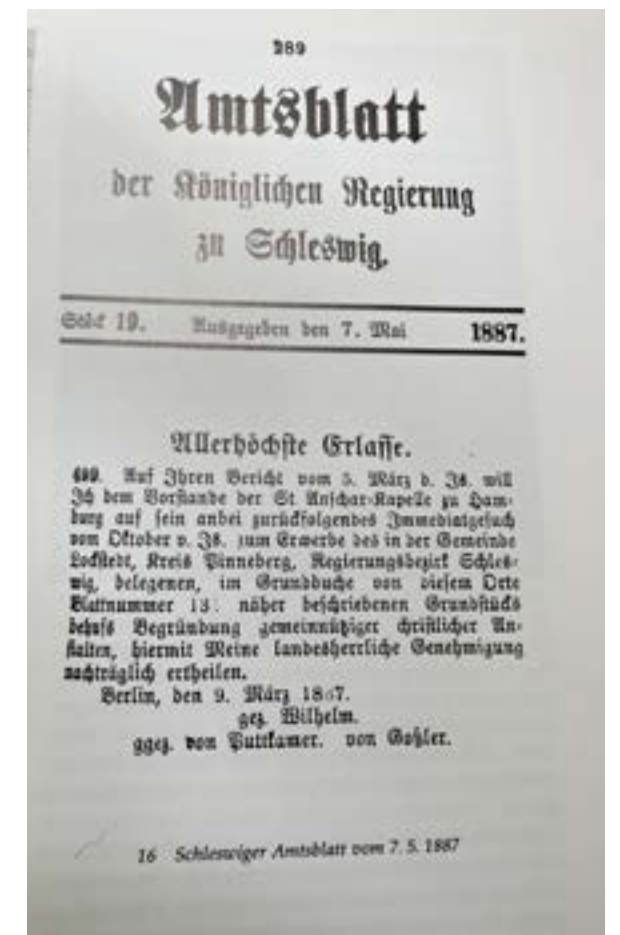 289
Amtsblatt
der Königlichen Regierung
zu Schleswig.
19. Ausgegeben den 7. Mai 1887.
Allerhöchste Erlasse.
Auf Ihren Bericht vom 5. März d. Js. will
Ich dem Vorstande der St. Anschar-Kapelle zu Ham-
burg auf sein anbei zurückfolgendes Immediatgesuch
vom Oktober v. Js. zum Erwerbe des in der Gemeinde
Lockstedt, Kreis Pinneberg, Regierungsbezirk Schles-
wig, belegenen, im Grundbuche von diesem Orte
Blattnummer näher beschriebenen Grundstücks
behufs Begründung gemeinnütziger christlicher An-
stalten, hiermit Meine landesherrliche Genehmigung
nachträglich ertheilen.
Berlin, den 9. März
gez. Wilhelm.
ggez. von Puttkamer. von Goßler.
16 Schleswiger Amtsblatt vom 7. 5. 1887